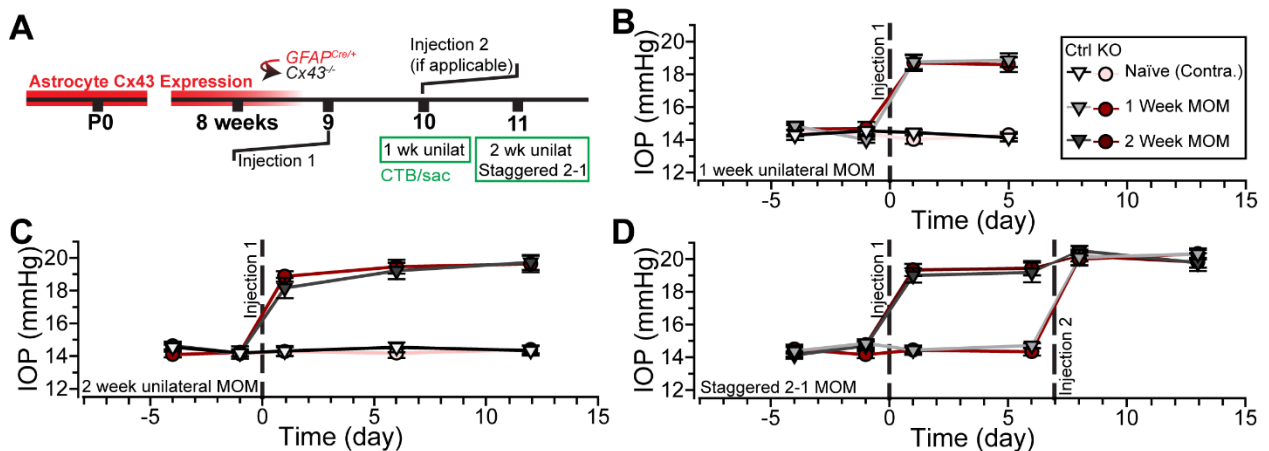 A
Astrocyte Cx43 Expression
GFAPCre/+
Cx43-/-
Injection 2
(if applicable)
P0
8 weeks
9
10
11
Injection 1
1 wk unilat
CTB/sac
2 wk unilat
Staggered 2-1
B
IOP (mmHg)
20
18
16
14
12
Injection 1
1 week unilateral MOM
-5
0
5
10
15
Time (day)
Ctrl KO
Naïve (Contra.)
1 Week MOM
2 Week MOM
C
IOP (mmHg)
20
18
16
14
12
Injection 1
2 week unilateral MOM
-5
0
5
10
15
Time (day)
D
IOP (mmHg)
20
18
16
14
12
Injection 1
Injection 2
Staggered 2-1 MOM
-5
0
5
10
15
Time (day)